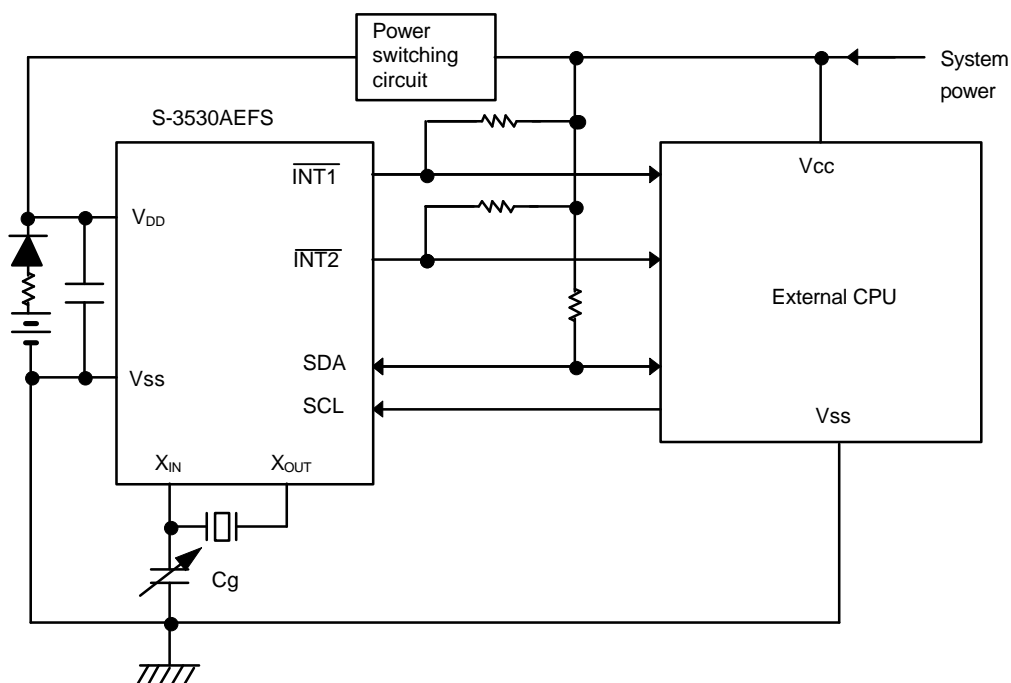 Power
switching
circuit
System
power
S-3530AEFS
INT1
Vcc
VDD
INT2
External CPU
SDA
Vss
SCL
Vss
XIN
XOUT
Cg